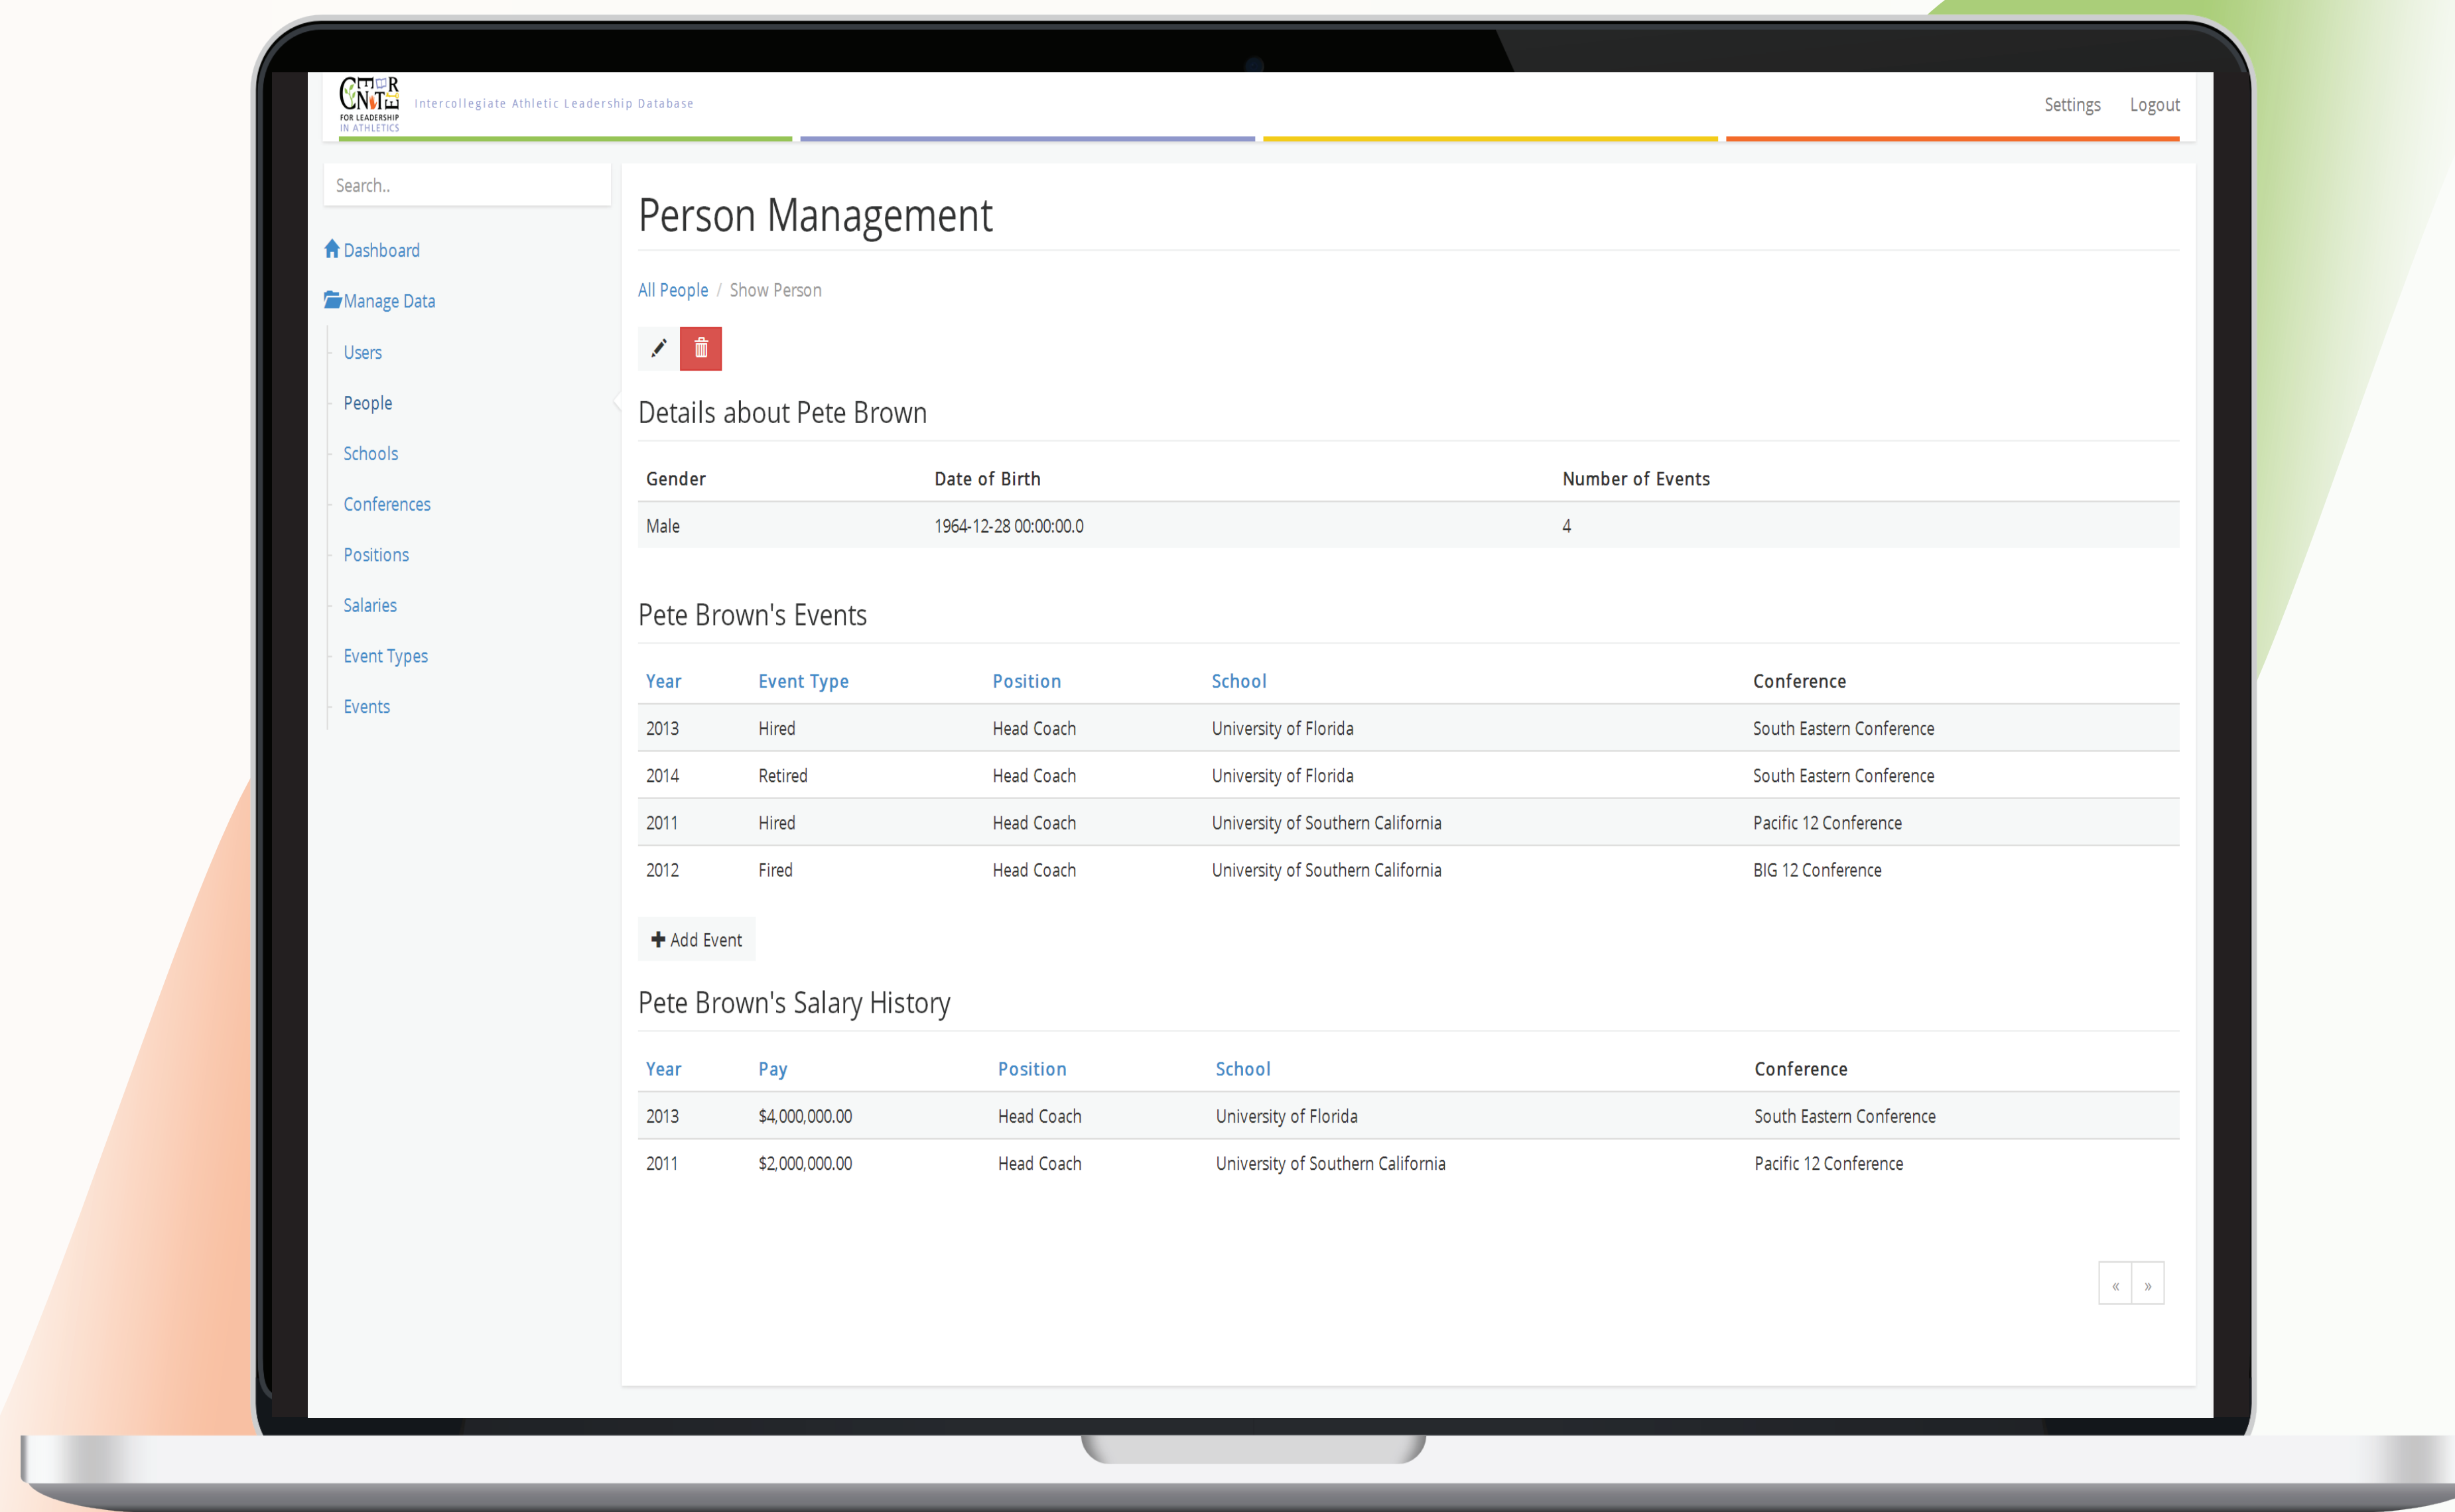 CENTER
FOR LEADERSHIP
IN ATHLETICS
Intercollegiate Athletic Leadership Database
Settings Logout
Search..
Dashboard
Manage Data
Users
People
Schools
Conferences
Positions
Salaries
Event Types
Events
Person Management
All People / Show Person
Details about Pete Brown
Gender Date of Birth Number of Events
Male 1964-12-28 00:00:00.0 4
Pete Brown's Events
Year Event Type Position School Conference
2013 Hired Head Coach University of Florida South Eastern Conference
2014 Retired Head Coach University of Florida South Eastern Conference
2011 Hired Head Coach University of Southern California Pacific 12 Conference
2012 Fired Head Coach University of Southern California BIG 12 Conference
Add Event
Pete Brown's Salary History
Year Pay Position School Conference
2013 $4,000,000.00 Head Coach University of Florida South Eastern Conference
2011 $2,000,000.00 Head Coach University of Southern California Pacific 12 Conference
« »